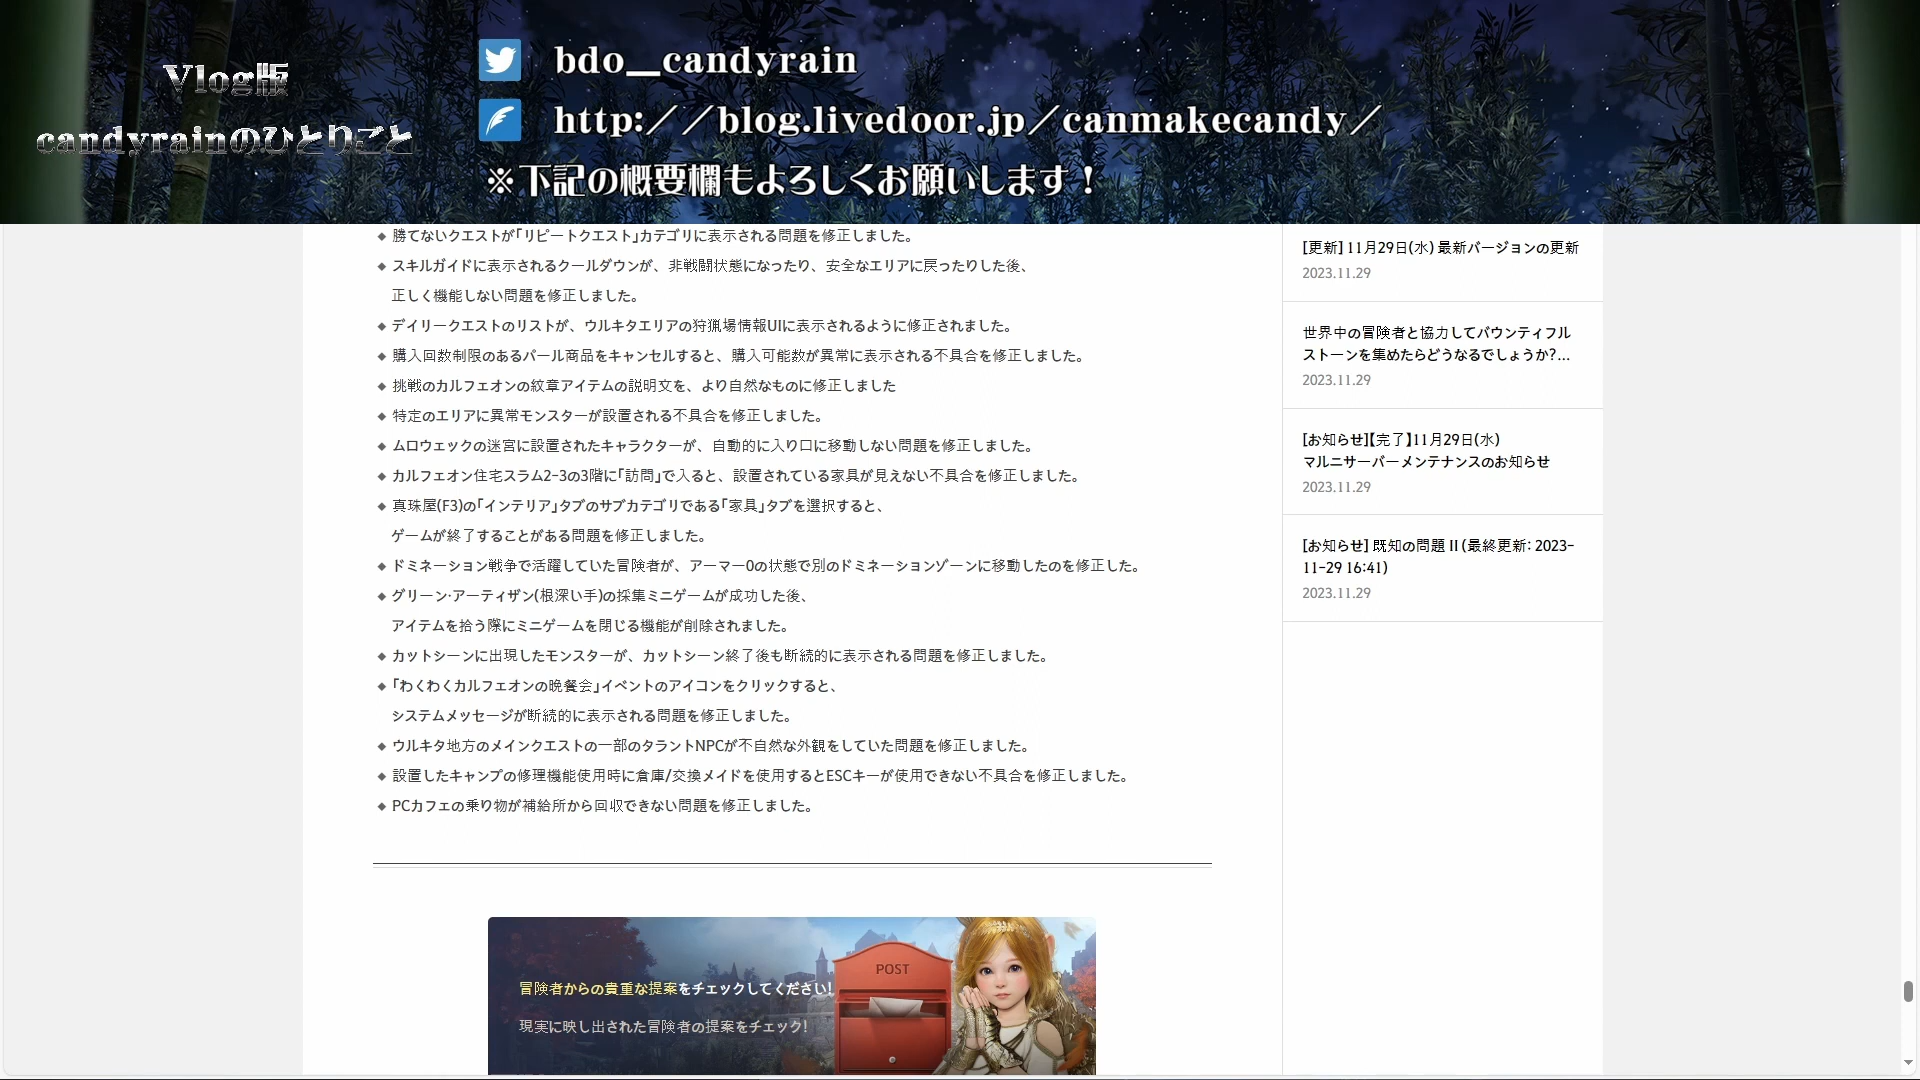 Vlog版
candyrainのひとりごと
bdo_candyrain
http://blog.livedoor.jp/canmakecandy/
※下記の概要欄もよろしくお願いします！
◆ 勝てないクエストが「リピートクエスト」カテゴリに表示される問題を修正しました。
◆ スキルガイドに表示されるクールダウンが、非戦闘状態になったり、安全なエリアに戻ったりした後、
正しく機能しない問題を修正しました。
◆ デイリークエストのリストが、ウルキタエリアの狩猟場情報UIに表示されるように修正されました。
◆ 購入回数制限のあるパール商品をキャンセルすると、購入可能数が異常に表示される不具合を修正しました。
◆ 挑戦のカルフェオンの紋章アイテムの説明文を、より自然なものに修正しました
◆ 特定のエリアに異常モンスターが設置される不具合を修正しました。
◆ ムロウェックの迷宮に設置されたキャラクターが、自動的に入り口に移動しない問題を修正しました。
◆ カルフェオン住宅スラム2-3の3階に「訪問」で入ると、設置されている家具が見えない不具合を修正しました。
◆ 真珠屋(F3)の「インテリア」タブのサブカテゴリである「家具」タブを選択すると、
ゲームが終了することがある問題を修正しました。
◆ ドミネーション戦争で活躍していた冒険者が、アーマー0の状態で別のドミネーションゾーンに移動したのを修正した。
◆ グリーン·アーティザン(根深い手)の採集ミニゲームが成功した後、
アイテムを拾う際にミニゲームを閉じる機能が削除されました。
◆ カットシーンに出現したモンスターが、カットシーン終了後も断続的に表示される問題を修正しました。
◆ 「わくわくカルフェオンの晩餐会」イベントのアイコンをクリックすると、
システムメッセージが断続的に表示される問題を修正しました。
◆ ウルキタ地方のメインクエストの一部のタラントNPCが不自然な外観をしていた問題を修正しました。
◆ 設置したキャンプの修理機能使用時に倉庫/交換メイドを使用するとESCキーが使用できない不具合を修正しました。
◆ PCカフェの乗り物が補給所から回収できない問題を修正しました。
POST
冒険者からの貴重な提案をチェックしてください!
現実に映し出された冒険者の提案をチェック!
[更新] 11月29日(水) 最新バージョンの更新
2023.11.29
世界中の冒険者と協力してバウンティフル
ストーンを集めたらどうなるでしょうか?...
2023.11.29
[お知らせ]【完了】11月29日(水)
マルニサーバーメンテナンスのお知らせ
2023.11.29
[お知らせ] 既知の問題 II (最終更新: 2023-
11-29 16:41)
2023.11.29